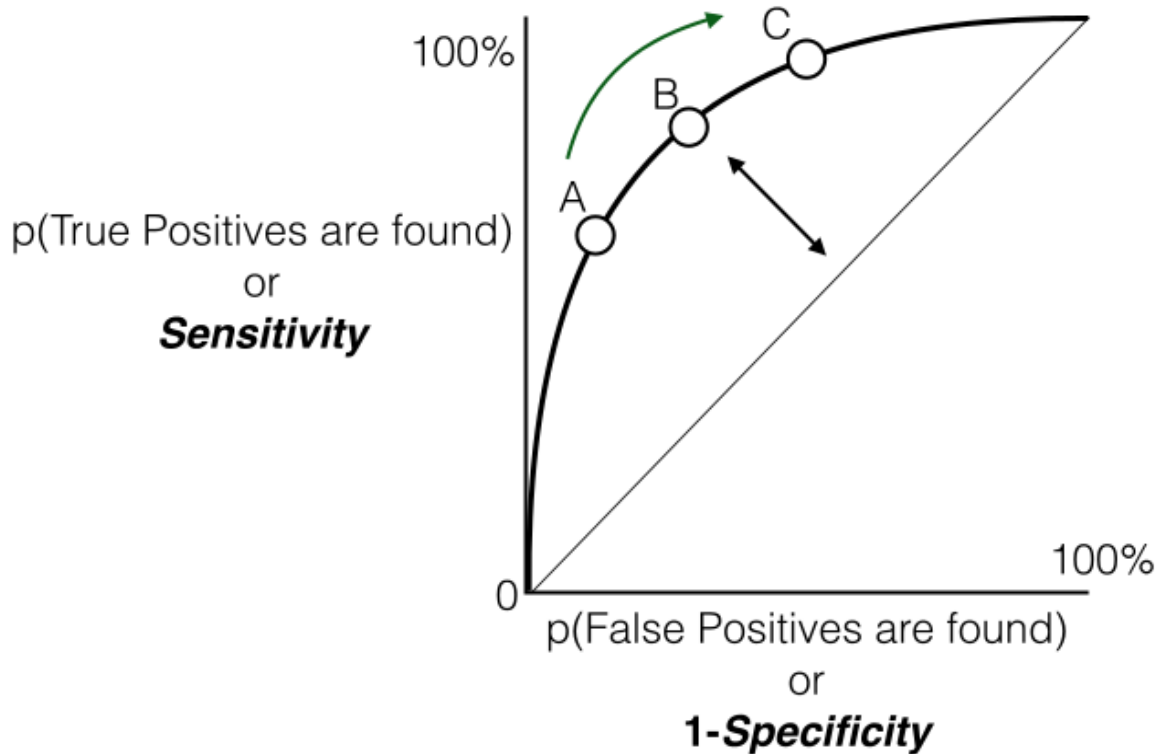 100%
C
B
A
p(True Positives are found)
or
Sensitivity
0
100%
p(False Positives are found)
or
1-Specificity